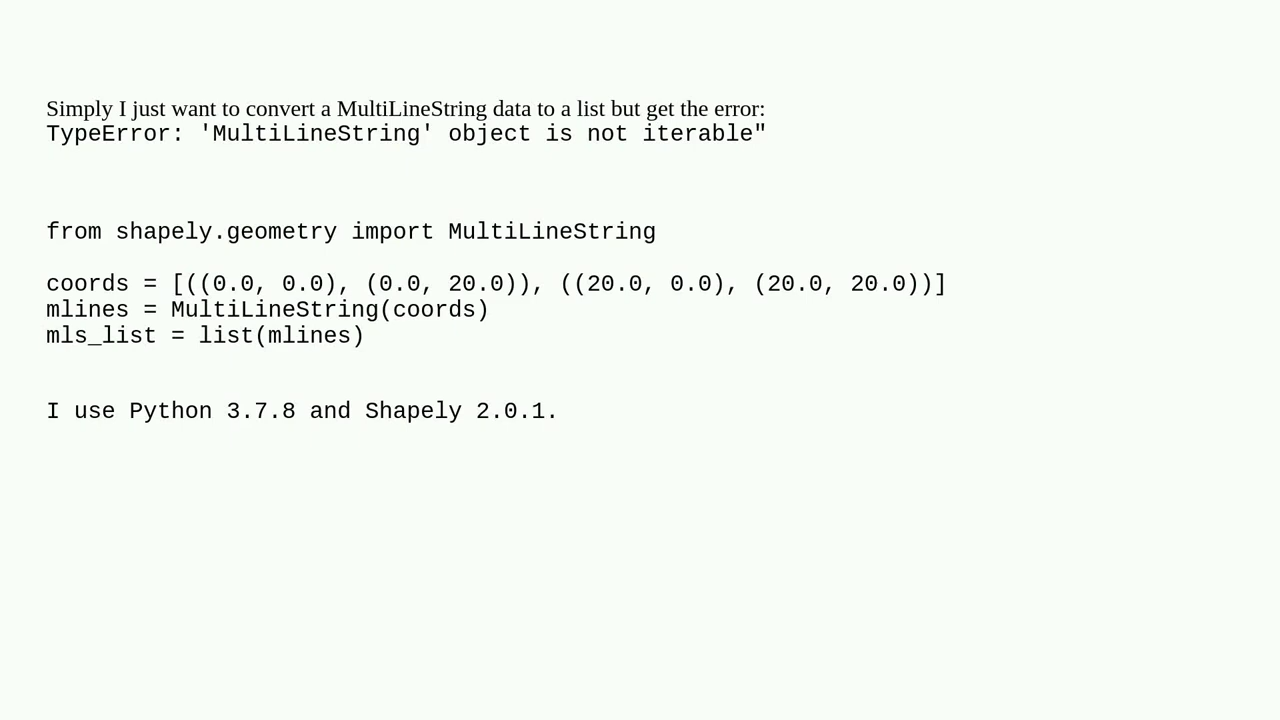 Simply I just want to convert a MultiLineString data to a list but get the error:
TypeError: 'MultiLineString' object is not iterable"
from shapely.geometry import MultiLineString
coords = [((0.0, 0.0), (0.0, 20.0)), ((20.0, 0.0), (20.0, 20.0))]
mlines = MultiLineString(coords)
mls_list = list(mlines)
I use Python 3.7.8 and Shapely 2.0.1.